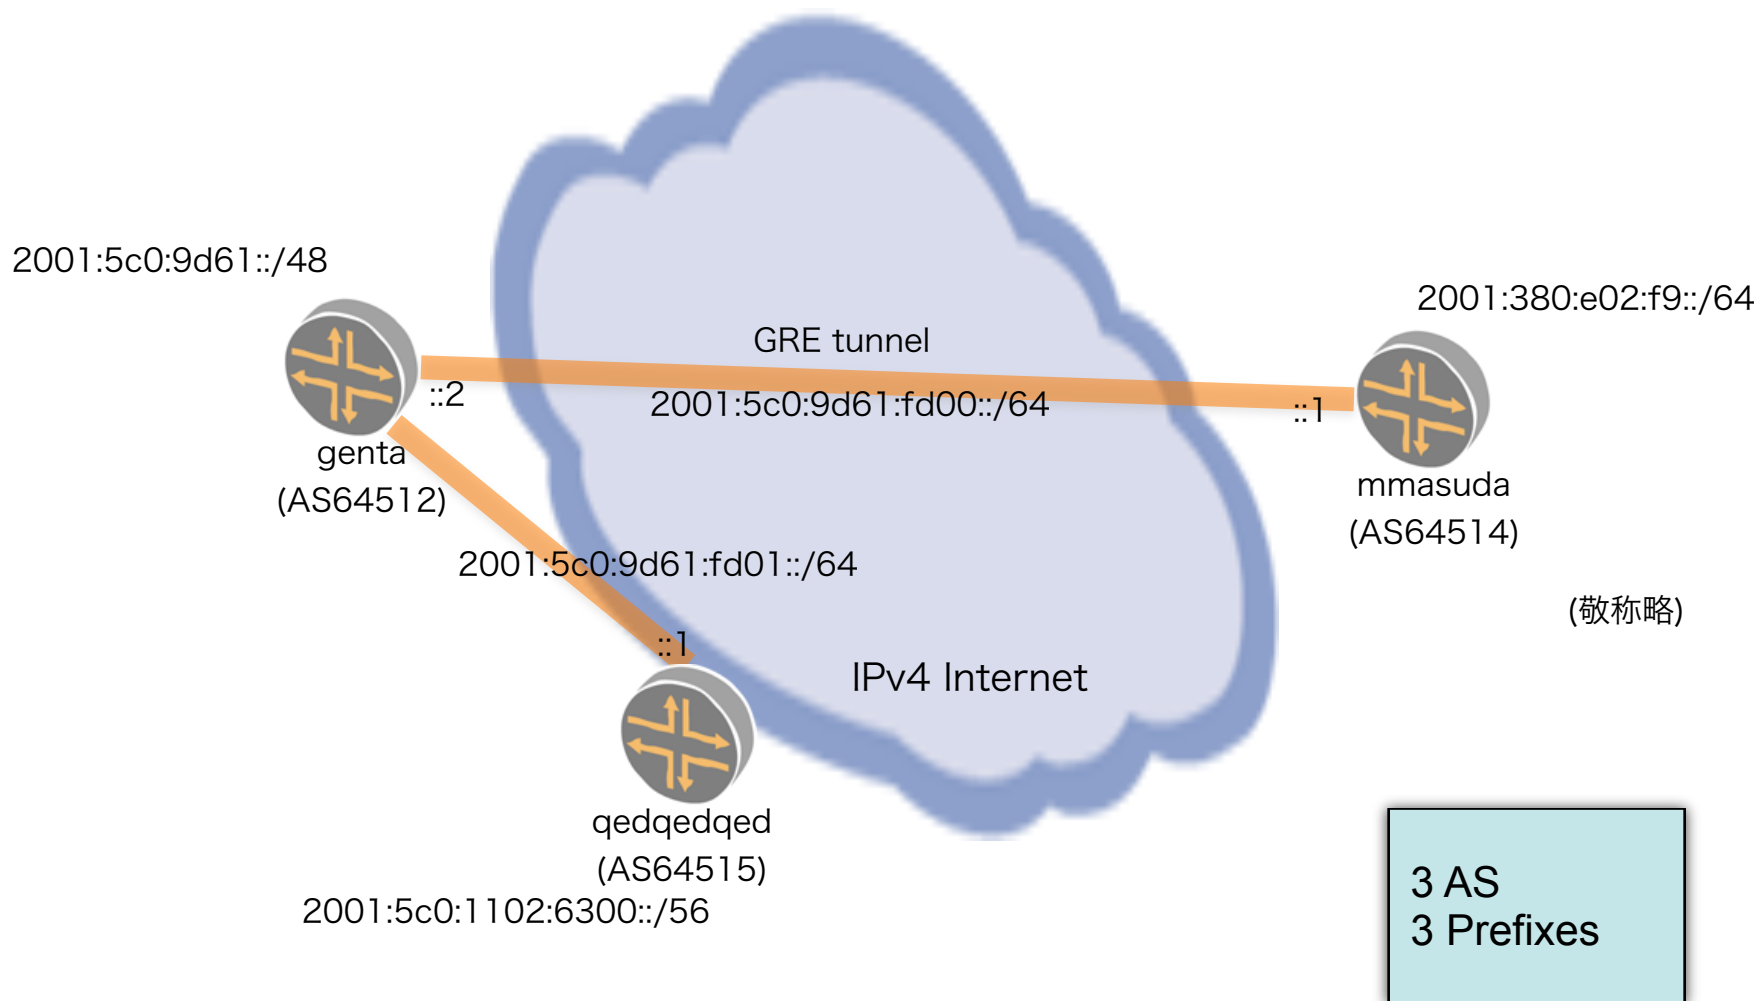 2001:5c0:9d61::/48
2001:380:e02:f9::/64
GRE tunnel
::2
2001:5c0:9d61:fd00::/64
::1
genta
(AS64512)
mmasuda
(AS64514)
2001:5c0:9d61:fd01::/64
(敬称略)
::1
IPv4 Internet
qedqedqed
(AS64515)
2001:5c0:1102:6300::/56
3 AS
3 Prefixes